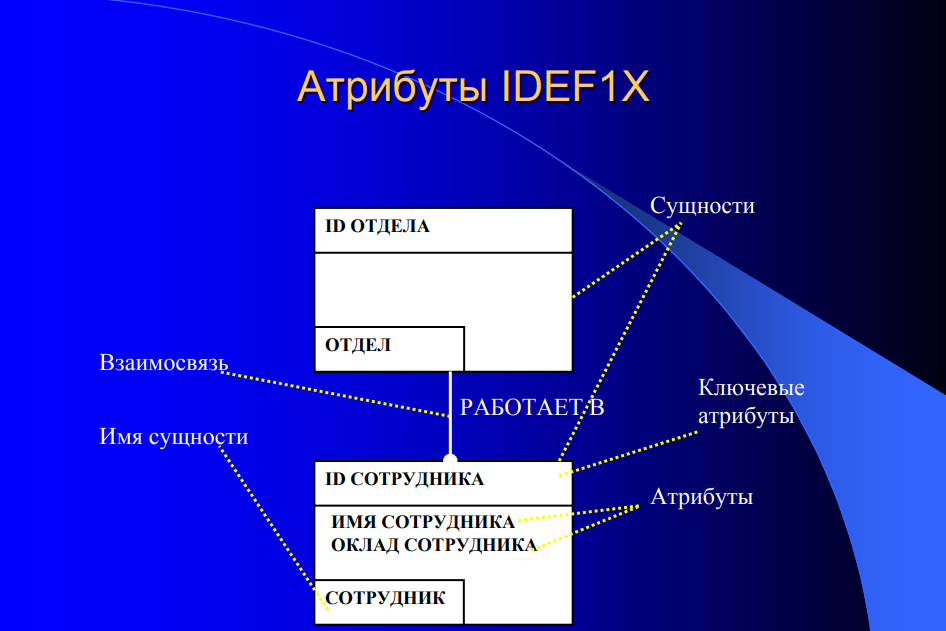 Атрибуты IDEF1X
Сущности
ID ОТДЕЛА
ОТДЕЛ
Взаимосвязь
РАБОТАЕТ В
Ключевые
атрибуты
Имя сущности
ID СОТРУДНИКА
Атрибуты
ИМЯ СОТРУДНИКА
ОКЛАД СОТРУДНИКА
СОТРУДНИК